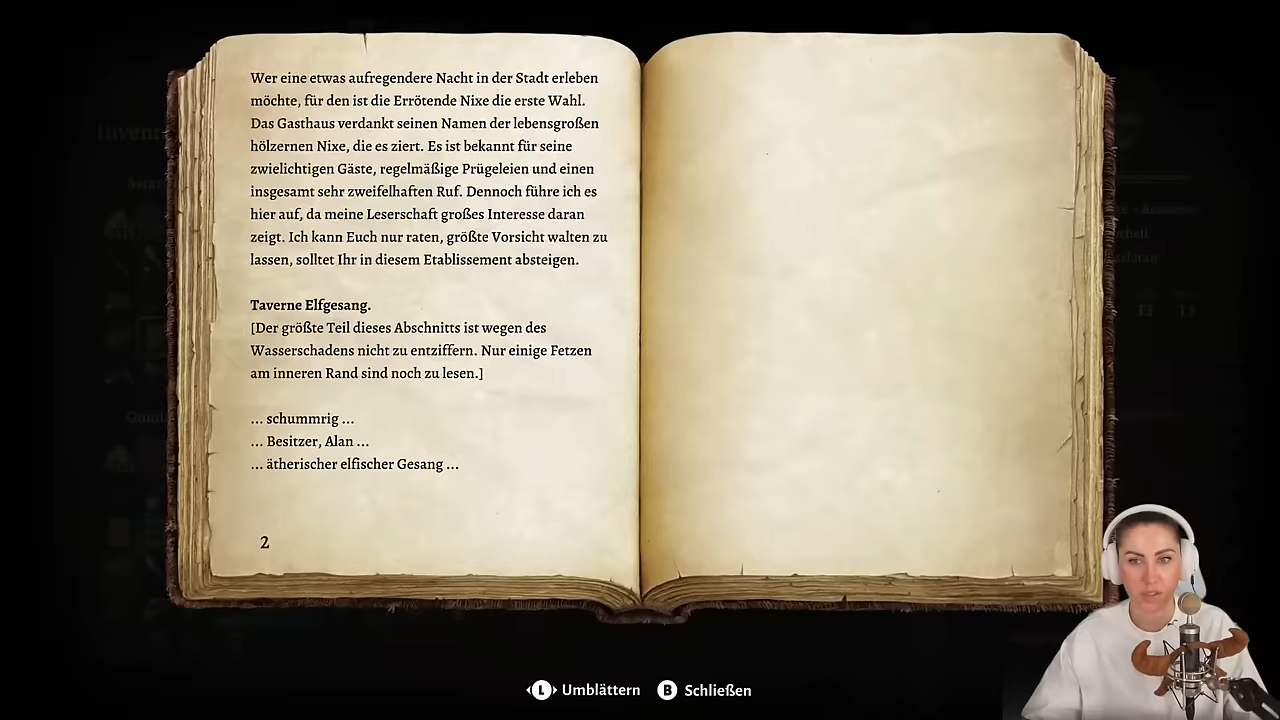 Wer eine etwas aufregendere Nacht in der Stadt erleben
möchte, für den ist die Errötende Nixe die erste Wahl.
Das Gasthaus verdankt seinen Namen der lebensgroßen
hölzernen Nixe, die es ziert. Es ist bekannt für seine
zwielichtigen Gäste, regelmäßige Prügeleien und einen
insgesamt sehr zweifelhaften Ruf. Dennoch führe ich es
hier auf, da meine Leserschaft großes Interesse daran
zeigt. Ich kann Euch nur raten, größte Vorsicht walten zu
lassen, solltet Ihr in diesem Etablissement absteigen.
Taverne Elfgesang.
[Der größte Teil dieses Abschnitts ist wegen des
Wasserschadens nicht zu entziffern. Nur einige Fetzen
am inneren Rand sind noch zu lesen.]
... schummrig ...
... Besitzer, Alan ...
... ätherischer elfischer Gesang ...
2
L Umblättern B Schließen